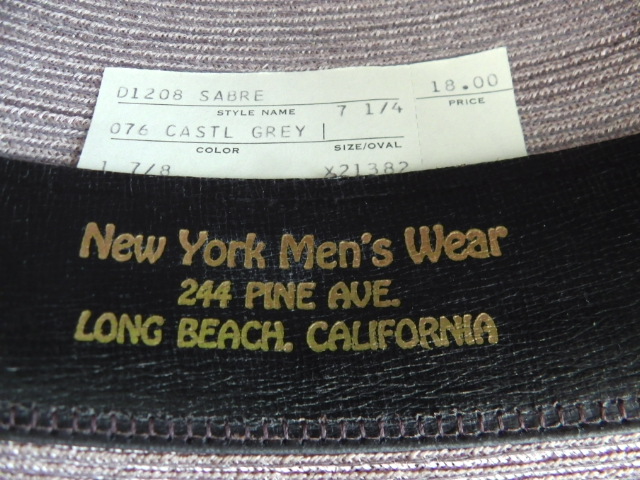 D1208 SABRE
STYLE NAME 7 1/4 18.00
PRICE
076 CASTL GREY |
COLOR SIZE/OVAL
1 7/8 X21382
New York Men's Wear
244 PINE AVE.
LONG BEACH, CALIFORNIA